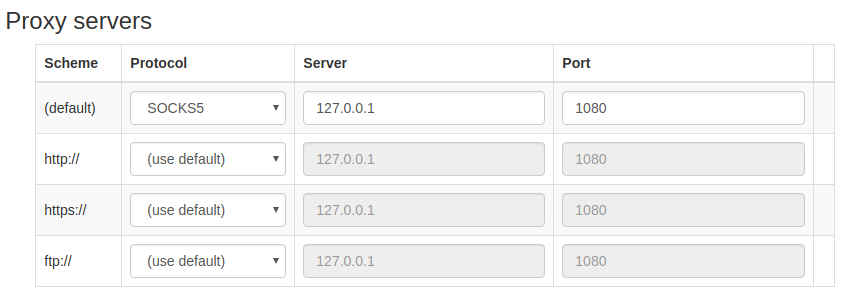 Proxy servers
Scheme Protocol Server Port
(default) SOCKS5 127.0.0.1 1080
http:// (use default) 127.0.0.1 1080
https:// (use default) 127.0.0.1 1080
ftp:// (use default) 127.0.0.1 1080